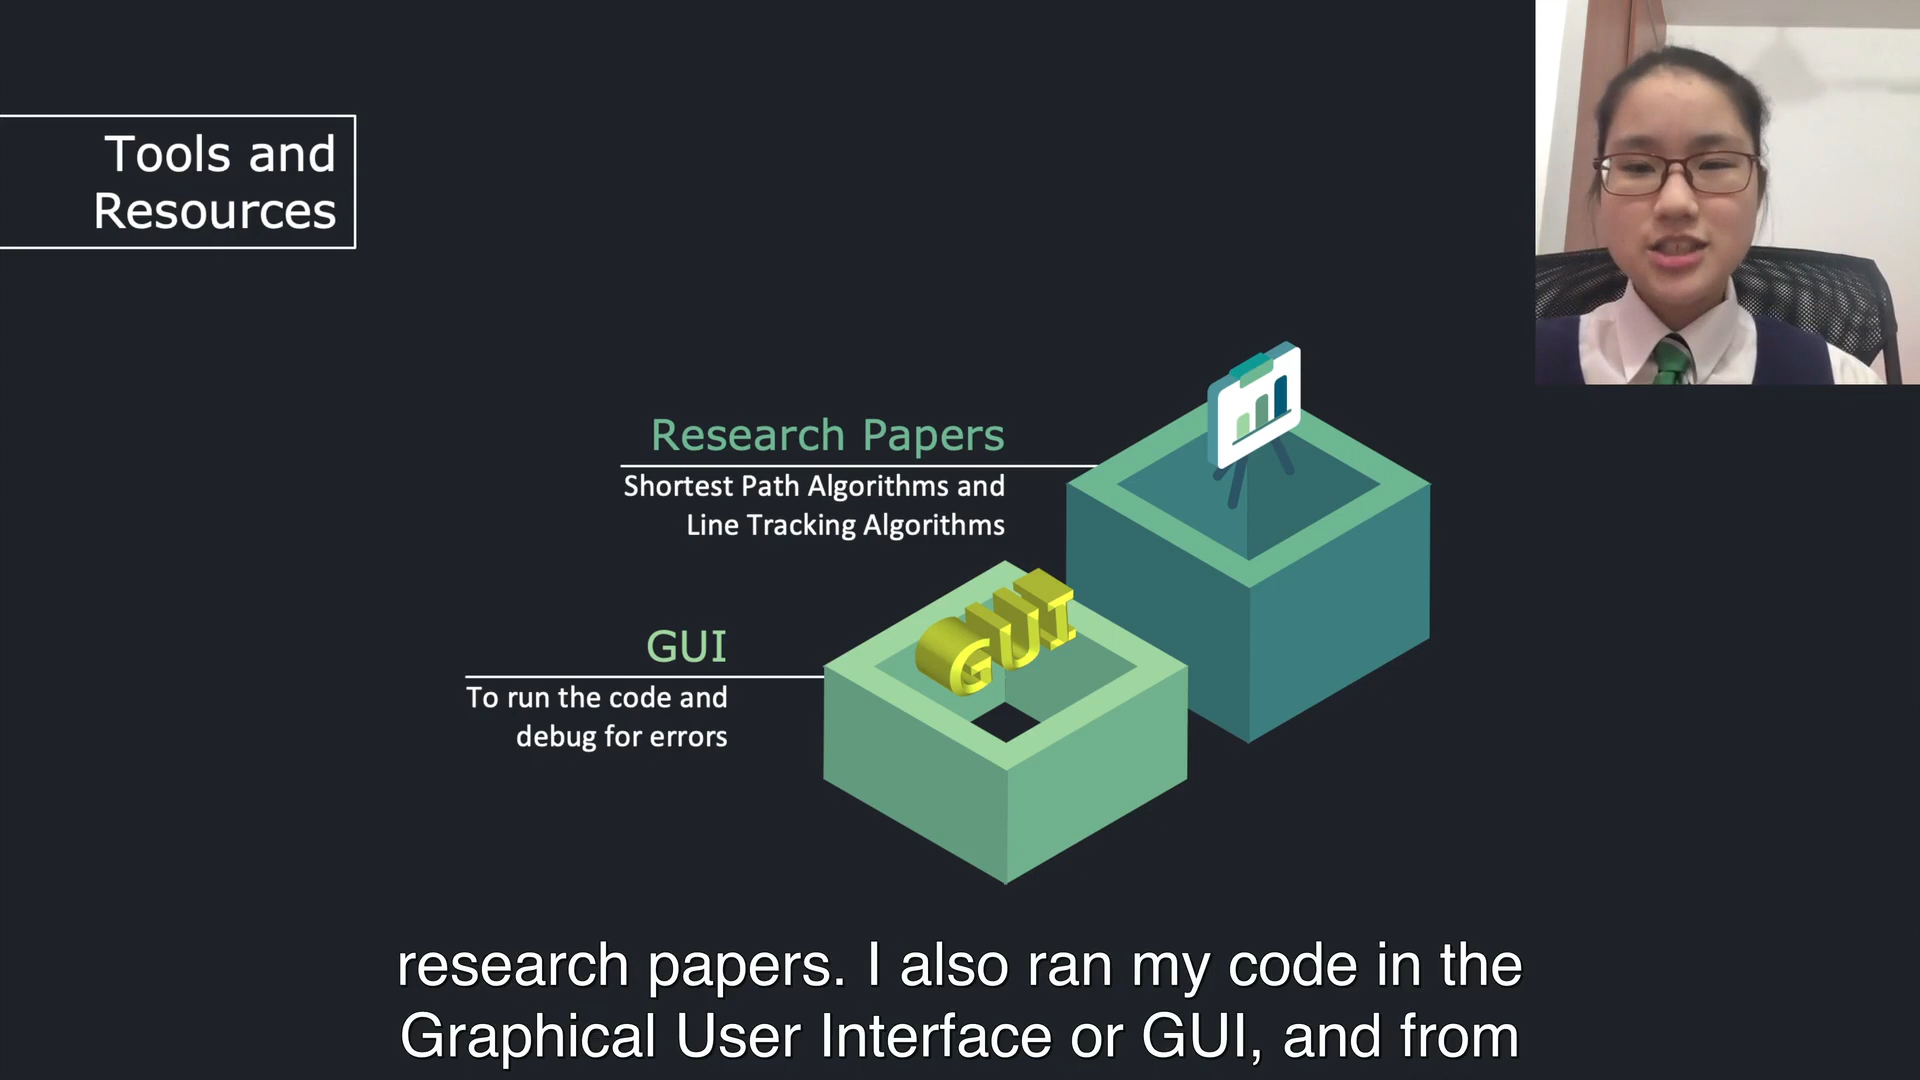 Tools and
Resources
Research Papers
Shortest Path Algorithms and
Line Tracking Algorithms
GUI
GUI
To run the code and
debug for errors
research papers. I also ran my code in the
Graphical User Interface or GUI, and from